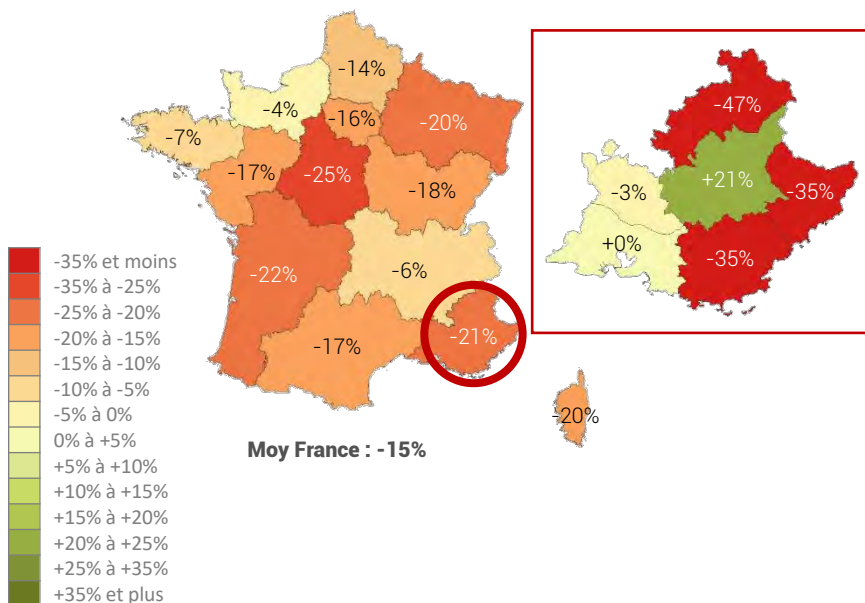 -14%
-4%
-16%
-20%
-7%
-17%
-25%
-18%
-22%
-6%
-17%
-21%
-20%
Moy France : -15%
-47%
+21%
-35%
-3%
+0%
-35%
-35% et moins
-35% à -25%
-25% à -20%
-20% à -15%
-15% à -10%
-10% à -5%
-5% à 0%
0% à +5%
+5% à +10%
+10% à +15%
+15% à +20%
+20% à +25%
+25% à +35%
+35% et plus